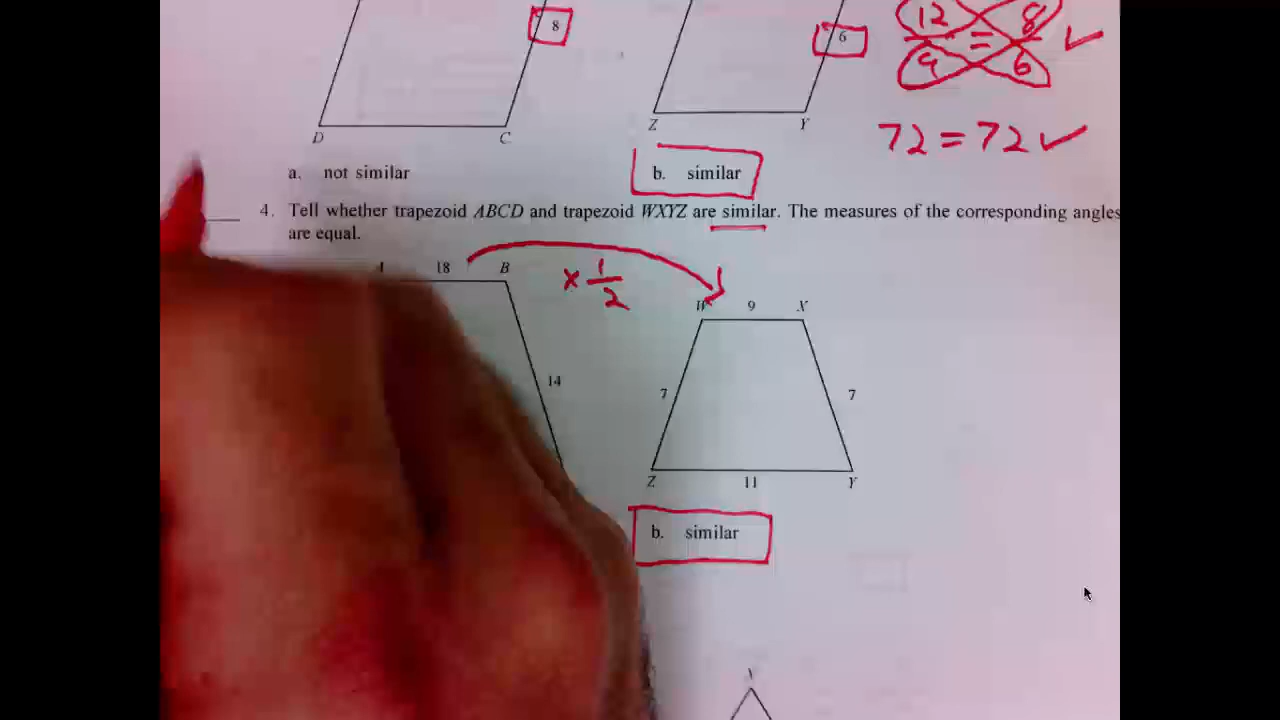 8 6 12 = 8 ✓
9 6
D C Z Y 72 = 72 ✓
a. not similar b. similar
4. Tell whether trapezoid ABCD and trapezoid WXYZ are similar. The measures of the corresponding angles
are equal.
18 B × 1/2
W 9 X
14 7 7
Z 11 Y
b. similar